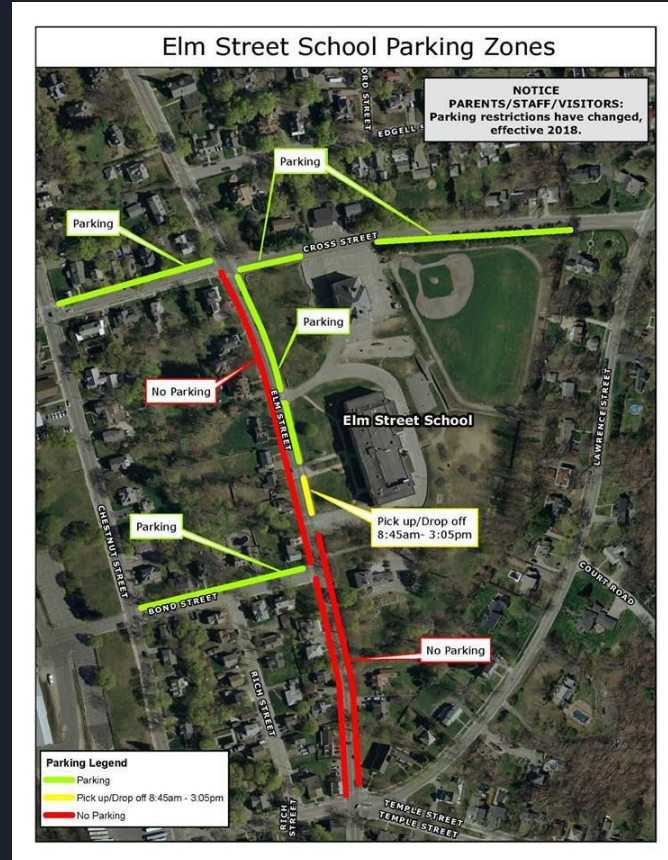 Elm Street School Parking Zones
NOTICE
PARENTS/STAFF/VISITORS:
Parking restrictions have changed,
effective 2018.
EDGELL
Parking
Parking
CROSS STREET
Parking
No Parking
ELM STREET
Elm Street School
LAWRENCE STREET
Pick up/Drop off
8:45am- 3:05pm
CHESTNUT STREET
Parking
BOND STREET
COURT ROAD
No Parking
RICH STREET
Parking Legend
Parking
Pick up/Drop off 8:45am - 3:05pm
No Parking
RICH
STREET
TEMPLE STREET
TEMPLE STREET